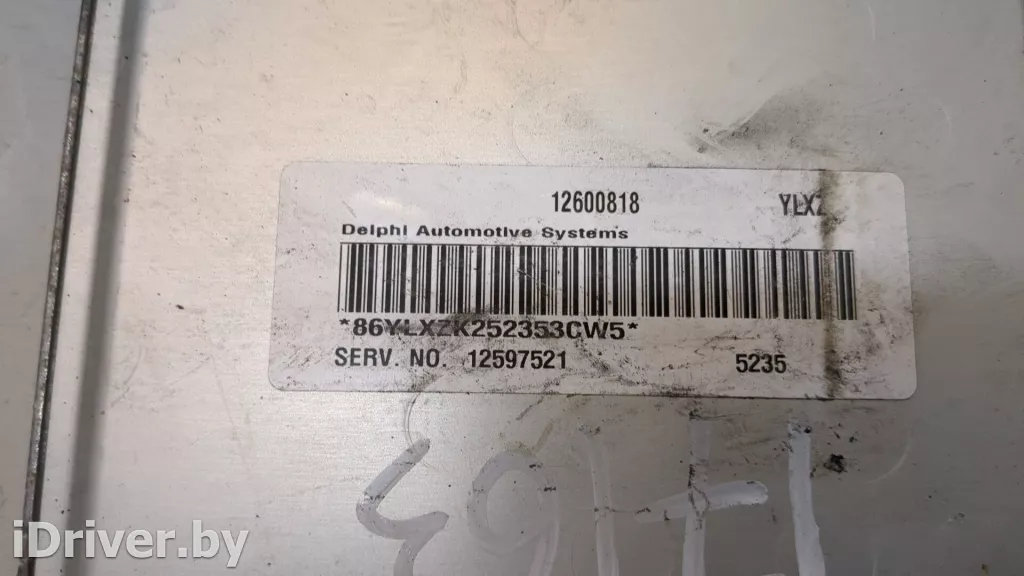 12600818 YLXZ
Delphi Automotive Systems
*86YLXZK252353CW5*
SERV. NO. 12597521 5235
iDriver.by